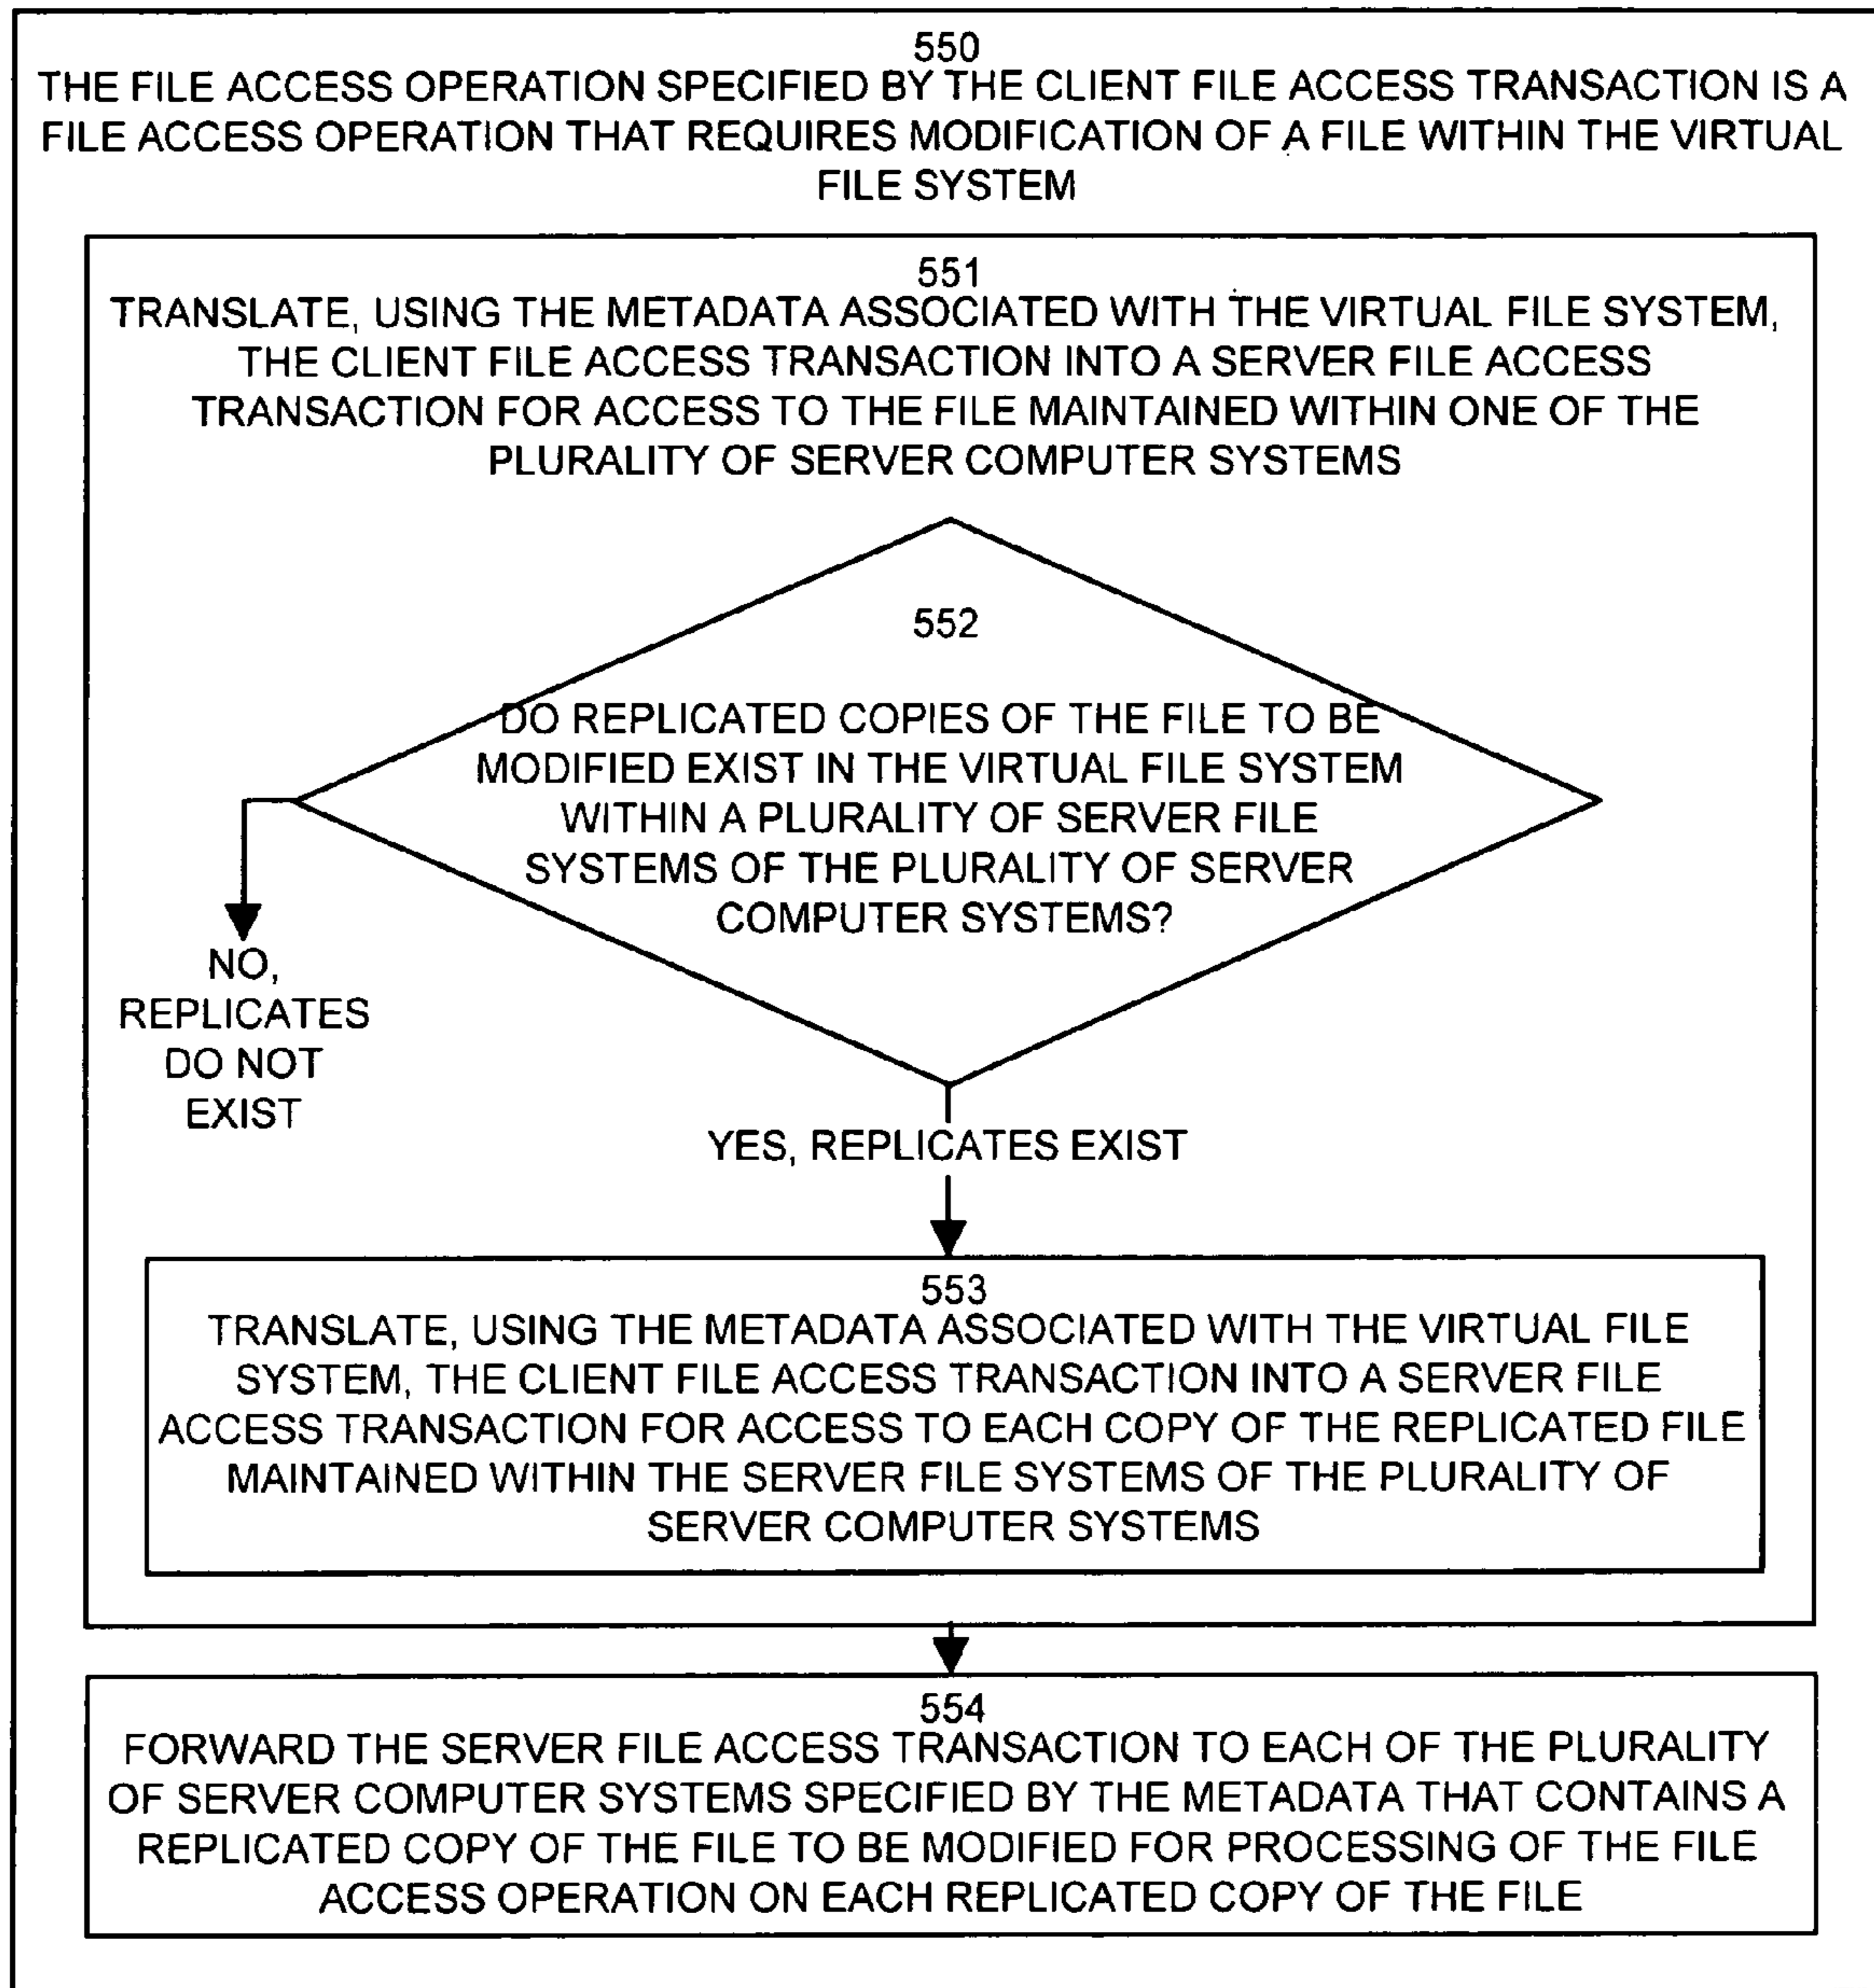 550
THE FILE ACCESS OPERATION SPECIFIED BY THE CLIENT FILE ACCESS TRANSACTION IS A
FILE ACCESS OPERATION THAT REQUIRES MODIFICATION OF A FILE WITHIN THE VIRTUAL
FILE SYSTEM
551
TRANSLATE, USING THE METADATA ASSOCIATED WITH THE VIRTUAL FILE SYSTEM,
THE CLIENT FILE ACCESS TRANSACTION INTO A SERVER FILE ACCESS
TRANSACTION FOR ACCESS TO THE FILE MAINTAINED WITHIN ONE OF THE
PLURALITY OF SERVER COMPUTER SYSTEMS
552
DO REPLICATED COPIES OF THE FILE TO BE
MODIFIED EXIST IN THE VIRTUAL FILE SYSTEM
WITHIN A PLURALITY OF SERVER FILE
SYSTEMS OF THE PLURALITY OF SERVER
COMPUTER SYSTEMS?
NO,
REPLICATES
DO NOT
EXIST
YES, REPLICATES EXIST
553
TRANSLATE, USING THE METADATA ASSOCIATED WITH THE VIRTUAL FILE
SYSTEM, THE CLIENT FILE ACCESS TRANSACTION INTO A SERVER FILE
ACCESS TRANSACTION FOR ACCESS TO EACH COPY OF THE REPLICATED FILE
MAINTAINED WITHIN THE SERVER FILE SYSTEMS OF THE PLURALITY OF
SERVER COMPUTER SYSTEMS
554
FORWARD THE SERVER FILE ACCESS TRANSACTION TO EACH OF THE PLURALITY
OF SERVER COMPUTER SYSTEMS SPECIFIED BY THE METADATA THAT CONTAINS A
REPLICATED COPY OF THE FILE TO BE MODIFIED FOR PROCESSING OF THE FILE
ACCESS OPERATION ON EACH REPLICATED COPY OF THE FILE